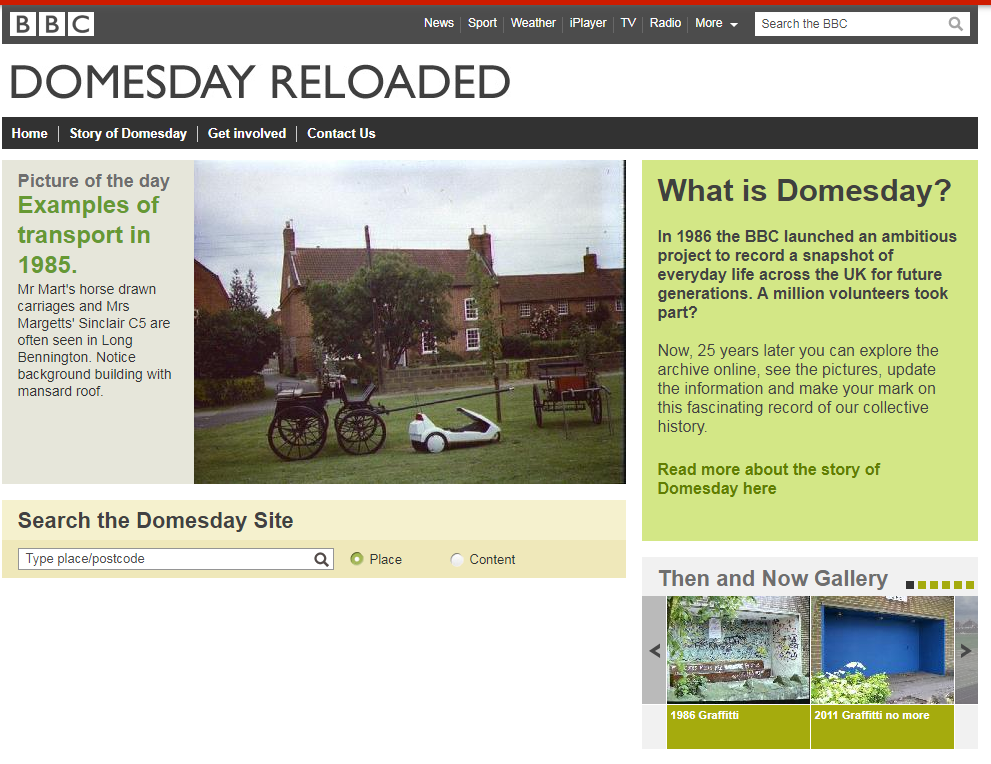 BBC
News Sport Weather iPlayer TV Radio More
Search the BBC
DOMESDAY RELOADED
Home Story of Domesday Get involved Contact Us
Picture of the day
Examples of
transport in
1985.
Mr Mart's horse drawn
carriages and Mrs
Margetts' Sinclair C5 are
often seen in Long
Bennington. Notice
background building with
mansard roof.
What is Domesday?
In 1986 the BBC launched an ambitious
project to record a snapshot of
everyday life across the UK for future
generations. A million volunteers took
part?
Now, 25 years later you can explore the
archive online, see the pictures, update
the information and make your mark on
this fascinating record of our collective
history.
Read more about the story of
Domesday here
Search the Domesday Site
Type place/postcode
Place Content
Then and Now Gallery
1986 Graffitti
2011 Graffitti no more